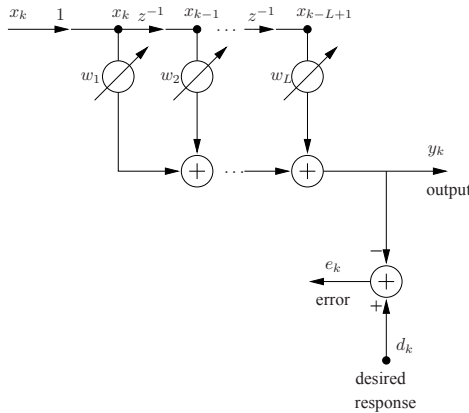 x_k 1 x_k z^{-1} x_{k-1} ... z^{-1} x_{k-L+1}
w_1 w_2 w_L
+ ... +
y_k
output
−
e_k
+
error
+
d_k
desired
response